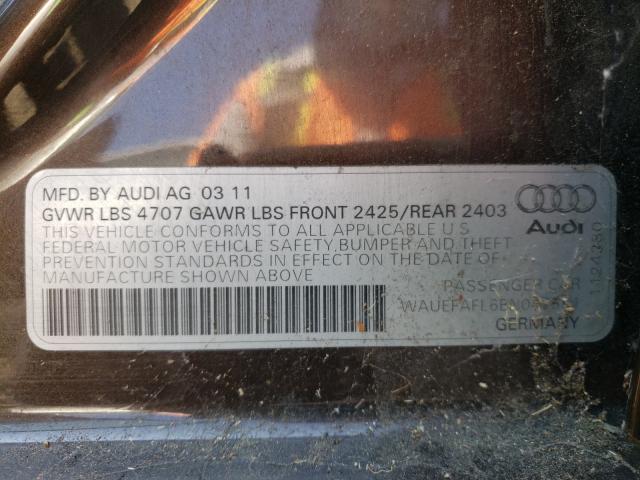 MFD. BY AUDI AG 03 11
GVWR LBS 4707 GAWR LBS FRONT 2425/REAR 2403
THIS VEHICLE CONFORMS TO ALL APPLICABLE U S
FEDERAL MOTOR VEHICLE SAFETY,BUMPER AND THEFT
PREVENTION STANDARDS IN EFFECT ON THE DATE OF
MANUFACTURE SHOWN ABOVE
Audi
PASSENGER CAR
GERMANY
1124380